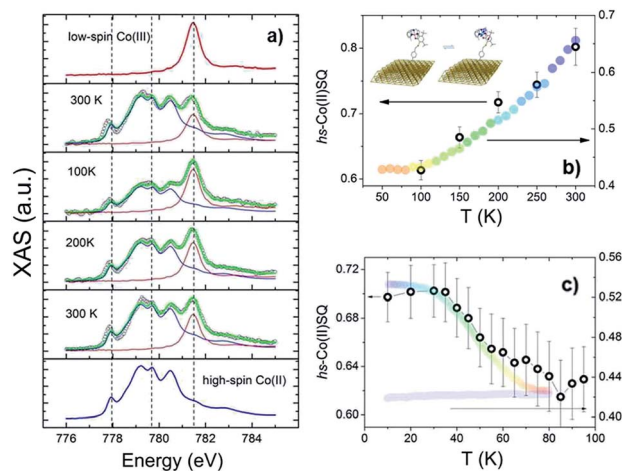 a)
low-spin Co(III)
300 K
100K
200K
300 K
high-spin Co(II)
XAS (a.u.)
776 778 780 782 784
Energy (eV)
b)
hs-Co(II)SQ
0.8
0.7
0.6
0.7
0.6
0.5
0.4
50 100 150 200 250 300
T (K)
c)
hs-Co(II)SQ
0.72
0.68
0.64
0.60
0.56
0.52
0.48
0.44
0.40
0 20 40 60 80 100
T (K)